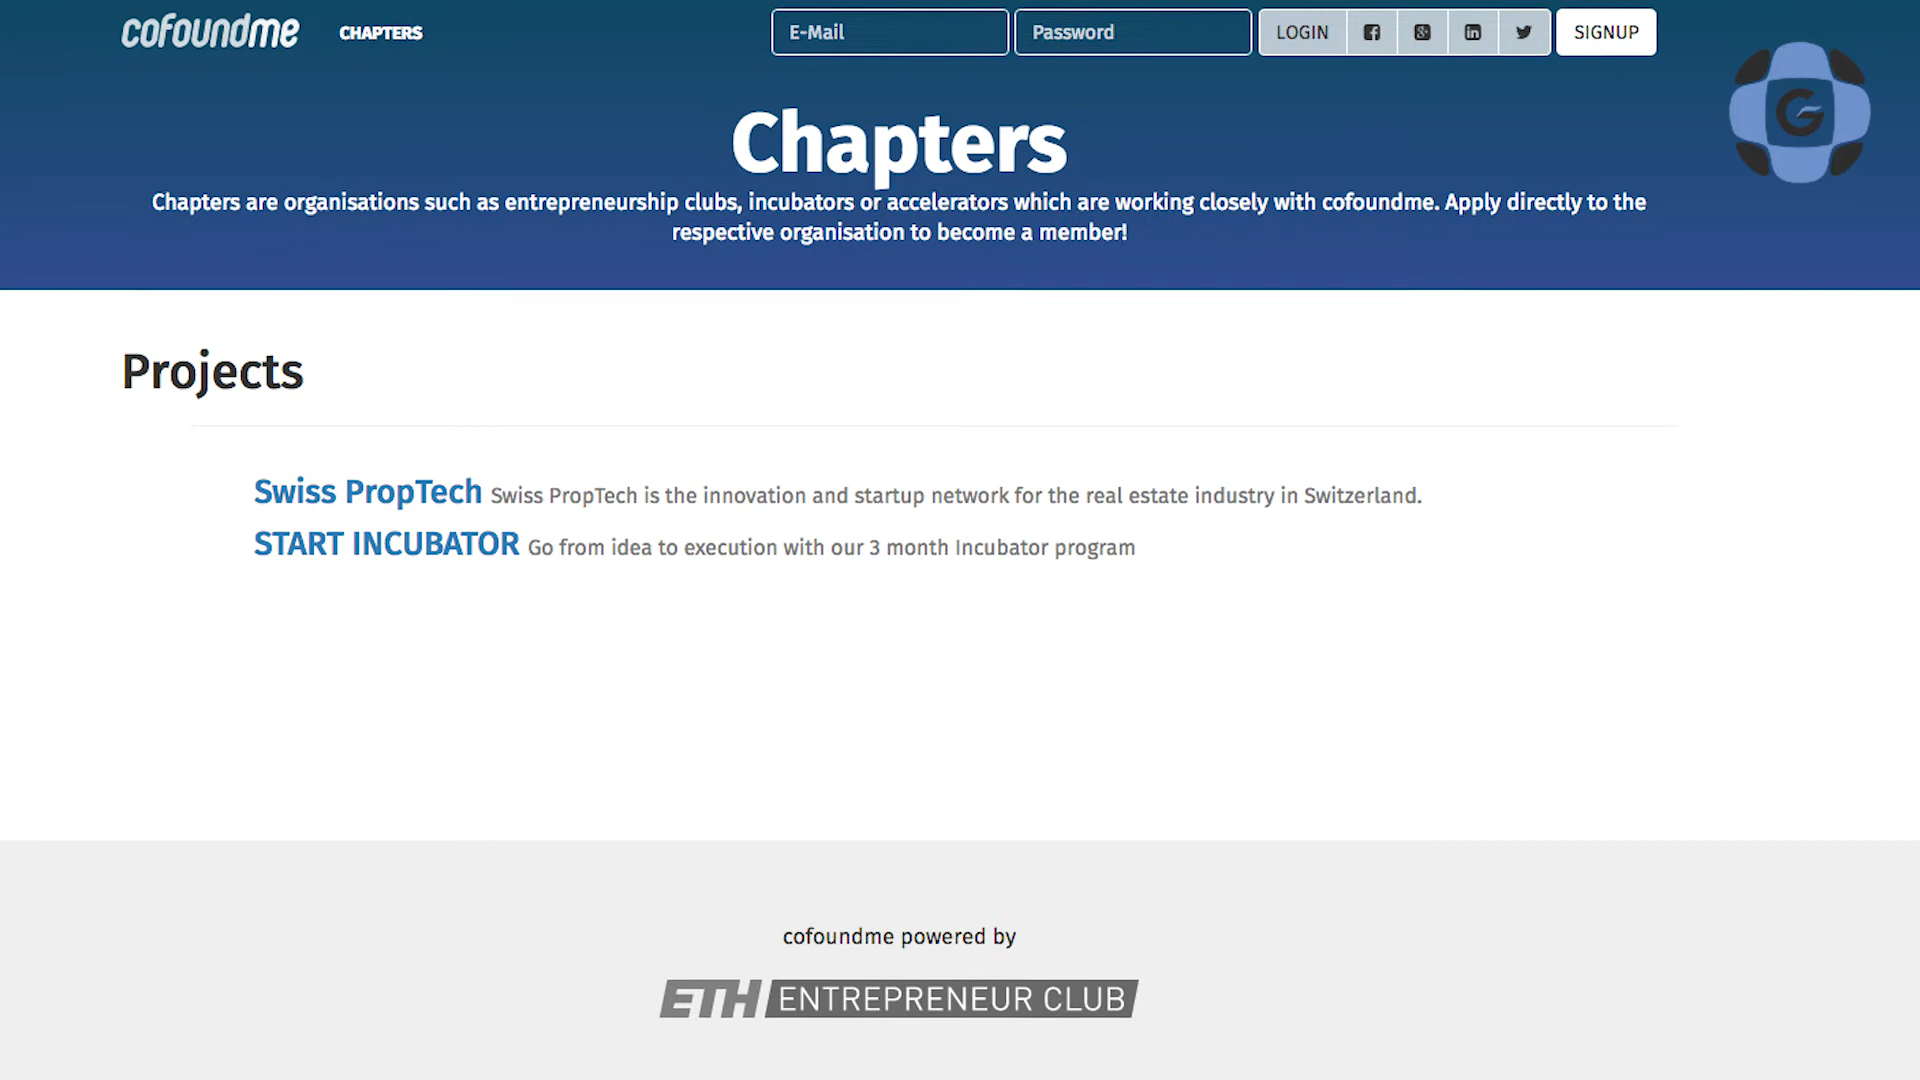 cofoundme CHAPTERS E-Mail Password LOGIN SIGNUP
G
Chapters
Chapters are organisations such as entrepreneurship clubs, incubators or accelerators which are working closely with cofoundme. Apply directly to the
respective organisation to become a member!
Projects
Swiss PropTech Swiss PropTech is the innovation and startup network for the real estate industry in Switzerland.
START INCUBATOR Go from idea to execution with our 3 month Incubator program
cofoundme powered by
ETH ENTREPRENEUR CLUB